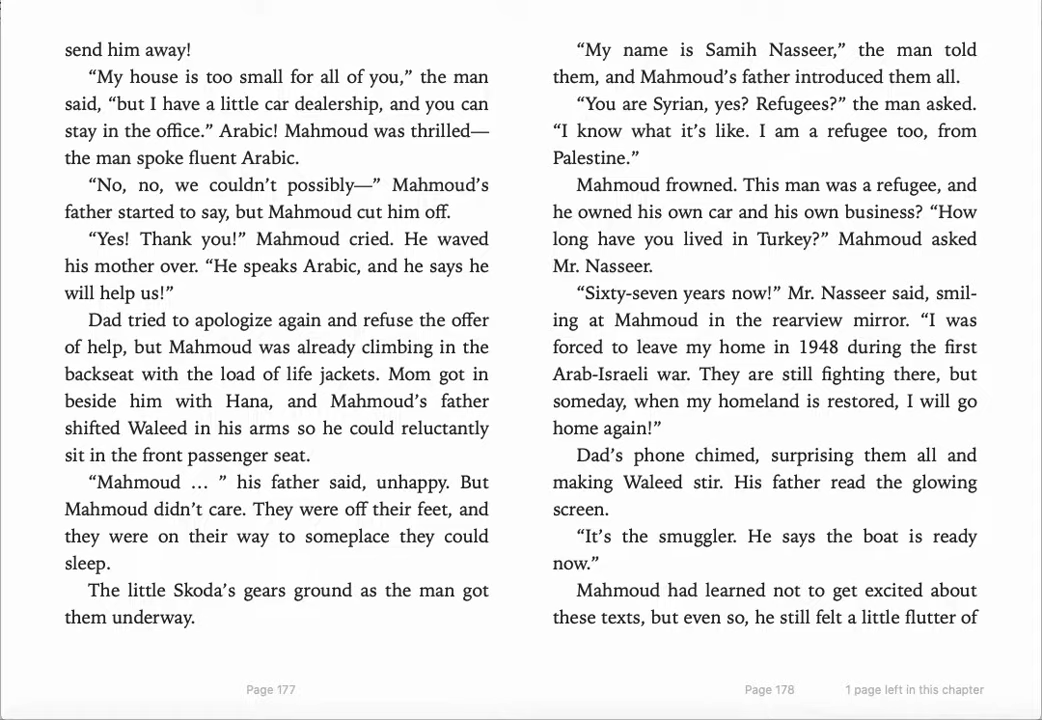 send him away!
“My house is too small for all of you,” the man
said, “but I have a little car dealership, and you can
stay in the office.” Arabic! Mahmoud was thrilled—
the man spoke fluent Arabic.
“No, no, we couldn’t possibly—” Mahmoud’s
father started to say, but Mahmoud cut him off.
“Yes! Thank you!” Mahmoud cried. He waved
his mother over. “He speaks Arabic, and he says he
will help us!”
Dad tried to apologize again and refuse the offer
of help, but Mahmoud was already climbing in the
backseat with the load of life jackets. Mom got in
beside him with Hana, and Mahmoud’s father
shifted Waleed in his arms so he could reluctantly
sit in the front passenger seat.
“Mahmoud … ” his father said, unhappy. But
Mahmoud didn’t care. They were off their feet, and
they were on their way to someplace they could
sleep.
The little Skoda’s gears ground as the man got
them underway.
Page 177
“My name is Samih Nasseer,” the man told
them, and Mahmoud’s father introduced them all.
“You are Syrian, yes? Refugees?” the man asked.
“I know what it’s like. I am a refugee too, from
Palestine.”
Mahmoud frowned. This man was a refugee, and
he owned his own car and his own business? “How
long have you lived in Turkey?” Mahmoud asked
Mr. Nasseer.
“Sixty-seven years now!” Mr. Nasseer said, smil-
ing at Mahmoud in the rearview mirror. “I was
forced to leave my home in 1948 during the first
Arab-Israeli war. They are still fighting there, but
someday, when my homeland is restored, I will go
home again!”
Dad’s phone chimed, surprising them all and
making Waleed stir. His father read the glowing
screen.
“It’s the smuggler. He says the boat is ready
now.”
Mahmoud had learned not to get excited about
these texts, but even so, he still felt a little flutter of
Page 178
1 page left in this chapter